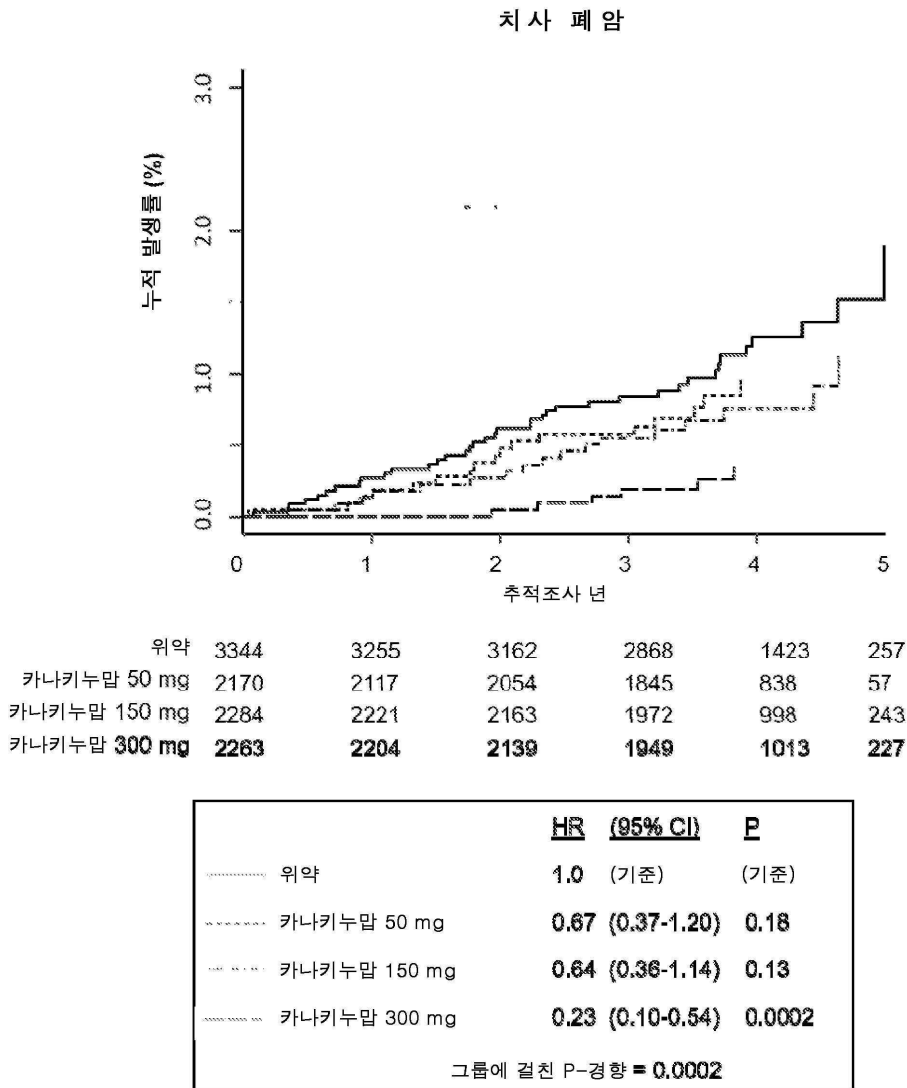 치사 폐암
누적 발생률 (%)
3.0
2.0
1.0
0.0
0 1 2 3 4 5
추적조사 년
위약 3344 3255 3162 2868 1423 257
카나키누맙 50 mg 2170 2117 2054 1845 838 57
카나키누맙 150 mg 2284 2221 2163 1972 998 243
카나키누맙 300 mg 2263 2204 2139 1949 1013 227
HR (95% CI) P
위약 1.0 (기준) (기준)
카나키누맙 50 mg 0.67 (0.37-1.20) 0.18
카나키누맙 150 mg 0.64 (0.36-1.14) 0.13
카나키누맙 300 mg 0.23 (0.10-0.54) 0.0002
그룹에 걸친 P-경향 = 0.0002